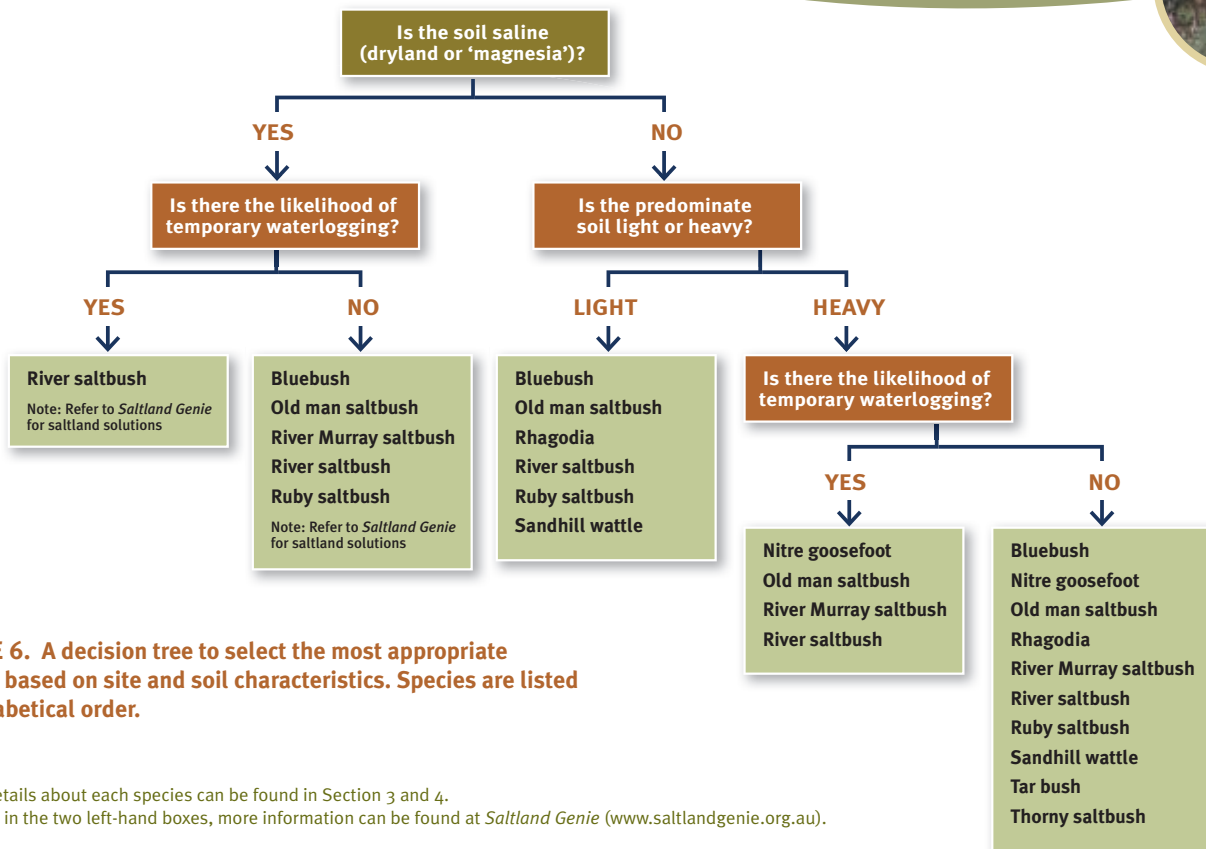 Is the soil saline
(dryland or ‘magnesia’)?
YES
NO
Is there the likelihood of
temporary waterlogging?
Is the predominate
soil light or heavy?
YES
NO
LIGHT
HEAVY
River saltbush
Note: Refer to Saltland Genie
for saltland solutions
Bluebush
Old man saltbush
River Murray saltbush
River saltbush
Ruby saltbush
Note: Refer to Saltland Genie
for saltland solutions
Bluebush
Old man saltbush
Rhagodia
River saltbush
Ruby saltbush
Sandhill wattle
Is there the likelihood of
temporary waterlogging?
YES
NO
Nitre goosefoot
Old man saltbush
River Murray saltbush
River saltbush
Bluebush
Nitre goosefoot
Old man saltbush
Rhagodia
River Murray saltbush
River saltbush
Ruby saltbush
Sandhill wattle
Tar bush
Thorny saltbush
6. A decision tree to select the most appropriate
based on site and soil characteristics. Species are listed
order.
about each species can be found in Section 3 and 4.
in the two left-hand boxes, more information can be found at Saltland Genie (www.saltlandgenie.org.au).